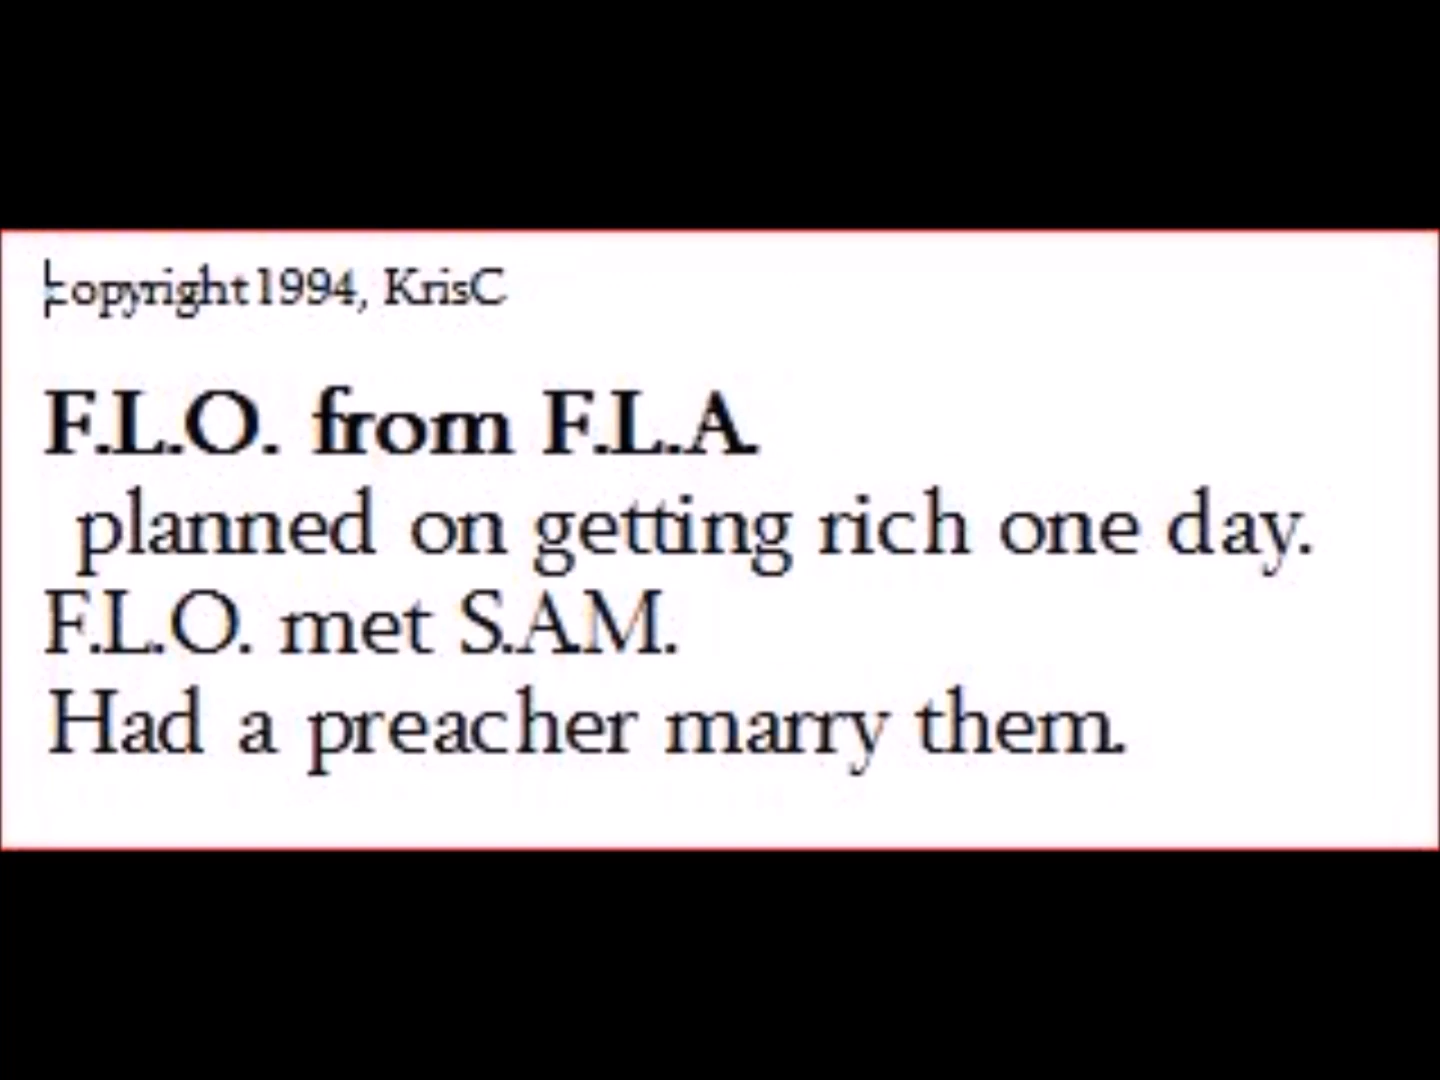 copyright 1994, KrisC
F.L.O. from F.L.A.
planned on getting rich one day.
F.L.O. met S.A.M.
Had a preacher marry them.